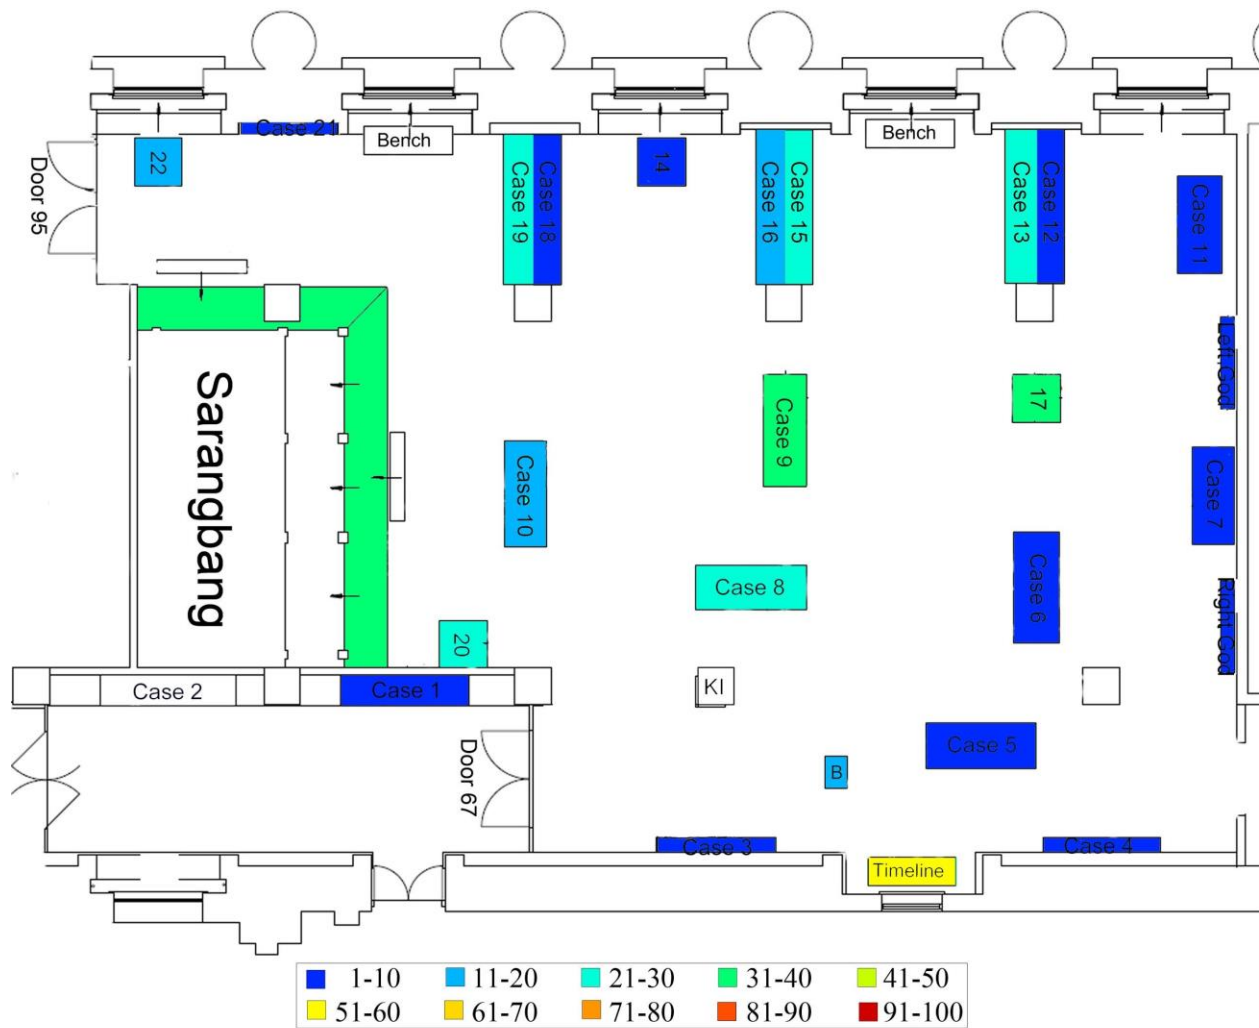 Case 21
Bench
Bench
22
Door 95
Case 19
Case 18
14
Case 16
Case 15
Case 13
Case 12
Case 11
Left God
Sarangbang
Case 9
17
Case 10
Case 7
Case 8
Case 6
Right God
20
Case 2
Case 1
KI
Door 67
Case 5
B
Case 3
Case 4
Timeline
1-10 11-20 21-30 31-40 41-50
51-60 61-70 71-80 81-90 91-100